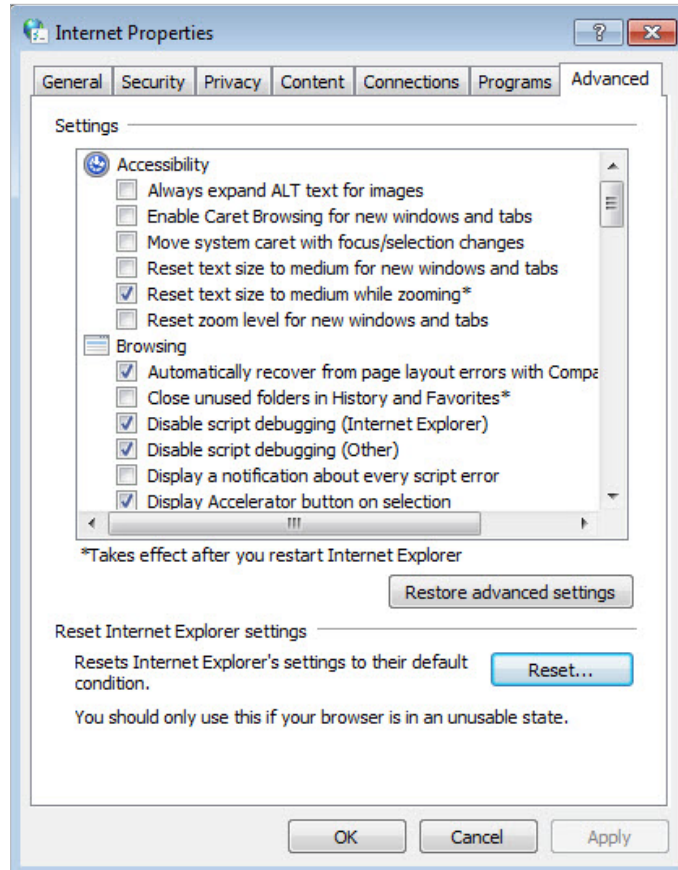 Internet Properties
General Security Privacy Content Connections Programs Advanced
Settings
Accessibility
Always expand ALT text for images
Enable Caret Browsing for new windows and tabs
Move system caret with focus/selection changes
Reset text size to medium for new windows and tabs
Reset text size to medium while zooming*
Reset zoom level for new windows and tabs
Browsing
Automatically recover from page layout errors with Compa
Close unused folders in History and Favorites*
Disable script debugging (Internet Explorer)
Disable script debugging (Other)
Display a notification about every script error
Display Accelerator button on selection
*Takes effect after you restart Internet Explorer
Restore advanced settings
Reset Internet Explorer settings
Resets Internet Explorer's settings to their default
condition.
Reset...
You should only use this if your browser is in an unusable state.
OK Cancel Apply